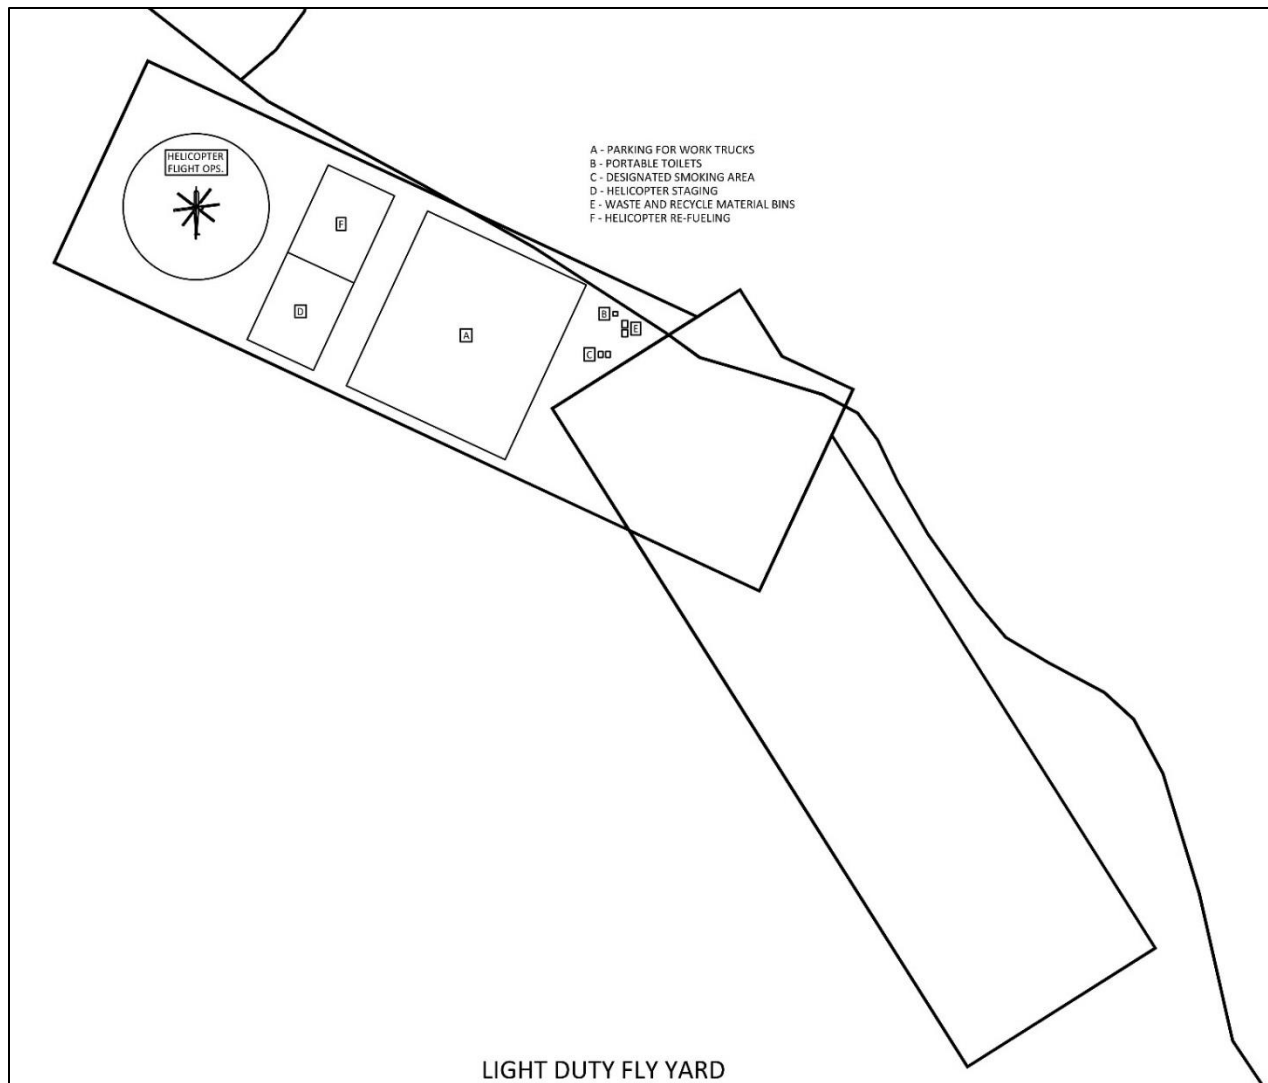 HELICOPTER
FLIGHT OPS.
A - PARKING FOR WORK TRUCKS
B - PORTABLE TOILETS
C - DESIGNATED SMOKING AREA
D - HELICOPTER STAGING
E - WASTE AND RECYCLE MATERIAL BINS
F - HELICOPTER RE-FUELING
F
D
A
B
E
C
LIGHT DUTY FLY YARD